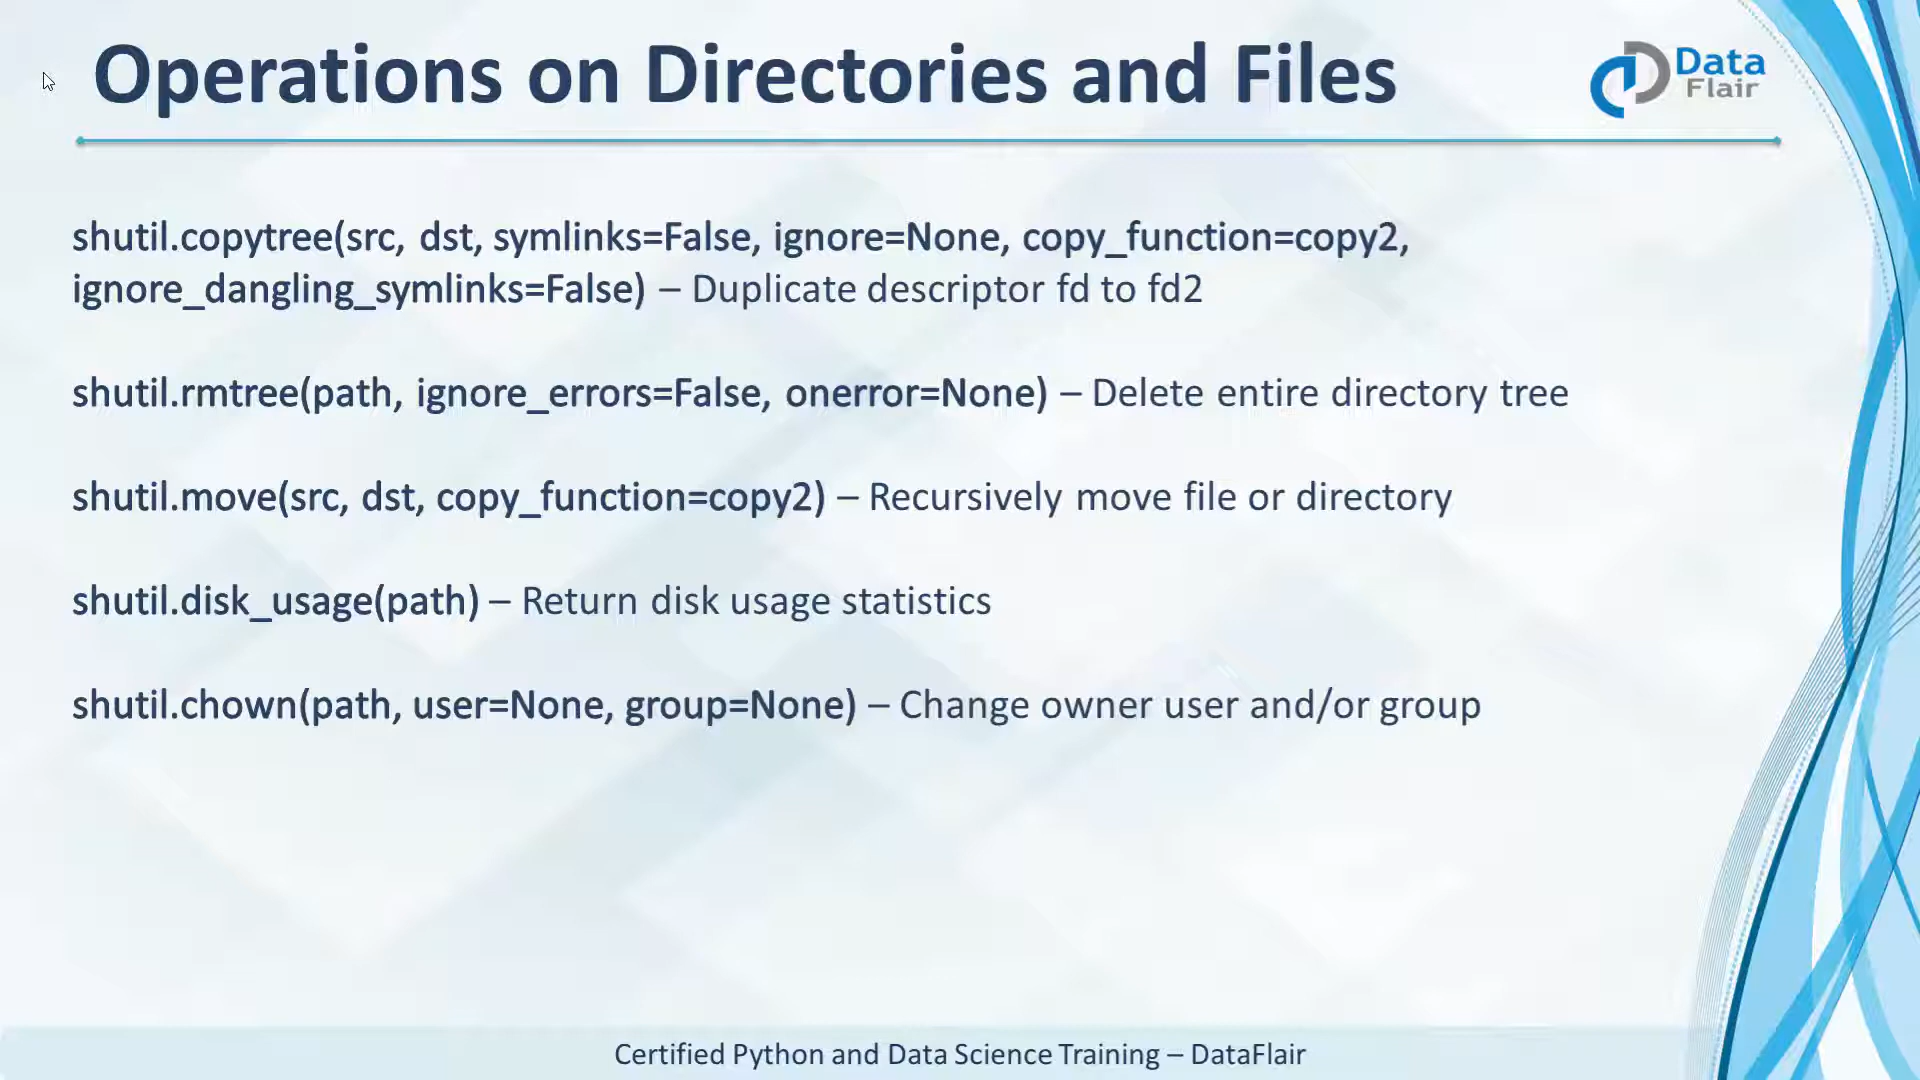 Operations on Directories and Files
Data
Flair
shutil.copytree(src, dst, symlinks=False, ignore=None, copy_function=copy2,
ignore_dangling_symlinks=False) – Duplicate descriptor fd to fd2
shutil.rmtree(path, ignore_errors=False, onerror=None) – Delete entire directory tree
shutil.move(src, dst, copy_function=copy2) – Recursively move file or directory
shutil.disk_usage(path) – Return disk usage statistics
shutil.chown(path, user=None, group=None) – Change owner user and/or group
Certified Python and Data Science Training – DataFlair